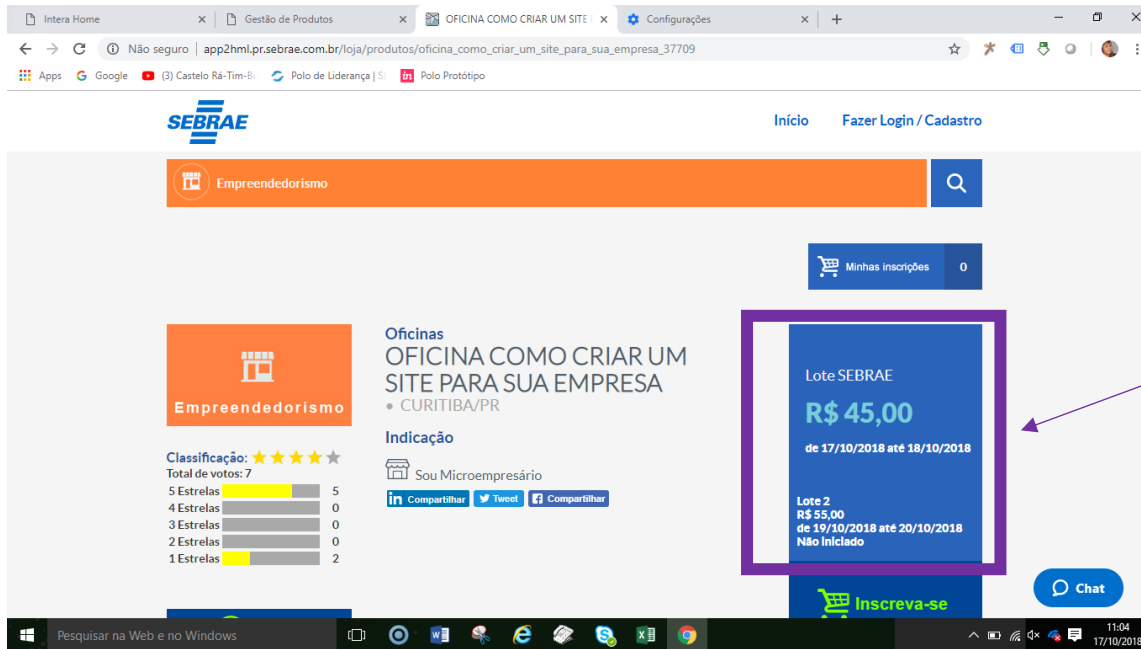 Intera Home
Gestão de Produtos
OFICINA COMO CRIAR UM SITE
Configurações
Não seguro | app2hml.pr.sebrae.com.br/loja/produtos/oficina_como_criar_um_site_para_sua_empresa_37709
Apps
Google
(3) Castelo Rá-Tim-B
Polo de Liderança | S
in Polo Protótipo
SEBRAE
Início
Fazer Login / Cadastro
Empreendedorismo
Minhas inscrições 0
Empreendedorismo
Classificação:
Total de votos: 7
5 Estrelas 5
4 Estrelas 0
3 Estrelas 0
2 Estrelas 0
1 Estrelas 2
Oficinas
OFICINA COMO CRIAR UM
SITE PARA SUA EMPRESA
• CURITIBA/PR
Indicação
Sou Microempresário
in Compartilhar
Tweet
f Compartilhar
Lote SEBRAE
R$ 45,00
de 17/10/2018 até 18/10/2018
Lote 2
R$ 55,00
de 19/10/2018 até 20/10/2018
Não Iniciado
Inscreva-se
Chat
Pesquisar na Web e no Windows
11:04
17/10/2018